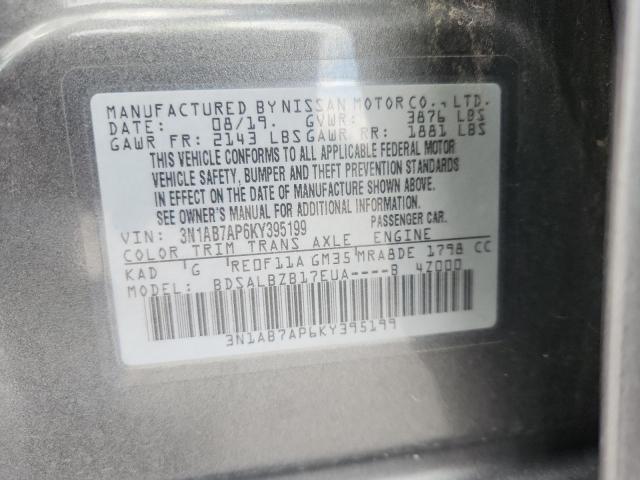 MANUFACTURED BY NISSAN MOTOR CO., LTD.
DATE: 08/19. GVWR: 3876 LBS
GAWR FR: 2143 LBS GAWR RR: 1881 LBS
THIS VEHICLE CONFORMS TO ALL APPLICABLE FEDERAL MOTOR
VEHICLE SAFETY, BUMPER AND THEFT PREVENTION STANDARDS
IN EFFECT ON THE DATE OF MANUFACTURE SHOWN ABOVE.
SEE OWNER'S MANUAL FOR ADDITIONAL INFORMATION.
VIN: 3N1AB7AP6KY395199 PASSENGER CAR.
COLOR TRIM TRANS AXLE ENGINE
KAD G RE0F11A GM35 MRA8DE 1798 CC
MODEL: BDSALBZB17EUA----B 4Z000
3N1AB7AP6KY395199